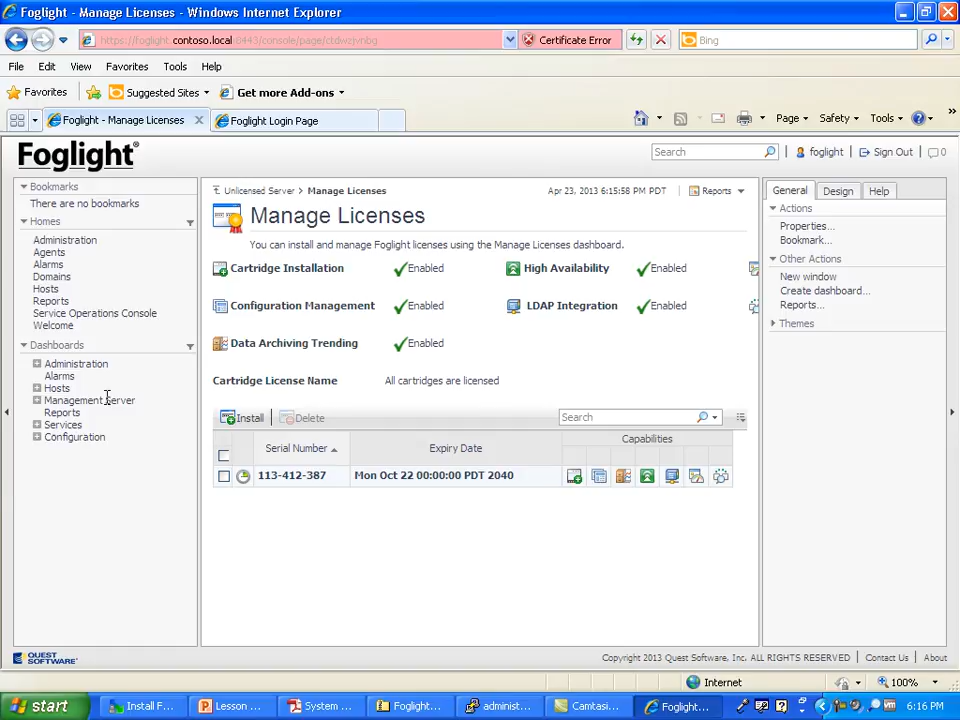 Foglight - Manage Licenses - Windows Internet Explorer
contoso.local
Certificate Error
Bing
File Edit View Favorites Tools Help
Favorites Suggested Sites Get more Add-ons
Foglight - Manage Licenses Foglight Login Page
Page Safety Tools
Foglight®
Search foglight Sign Out 0
Bookmarks
There are no bookmarks
Homes
Administration
Agents
Alarms
Domains
Hosts
Reports
Service Operations Console
Welcome
Dashboards
Administration
Alarms
Hosts
Management Server
Reports
Services
Configuration
Unlicensed Server > Manage Licenses Apr 23, 2013 6:15:58 PM PDT Reports
Manage Licenses
You can install and manage Foglight licenses using the Manage Licenses dashboard.
Cartridge Installation Enabled High Availability Enabled
Configuration Management Enabled LDAP Integration Enabled
Data Archiving Trending Enabled
Cartridge License Name All cartridges are licensed
Install Delete Search
Serial Number Expiry Date Capabilities
113-412-387 Mon Oct 22 00:00:00 PDT 2040
General Design Help
Actions
Properties...
Bookmark...
Other Actions
New window
Create dashboard...
Reports...
Themes
QUEST SOFTWARE
Copyright 2013 Quest Software, Inc. ALL RIGHTS RESERVED Contact Us About
Internet 100%
start Install F... Lesson ... System ... Foglight... administ... Camtasi... Foglight... 6:16 PM